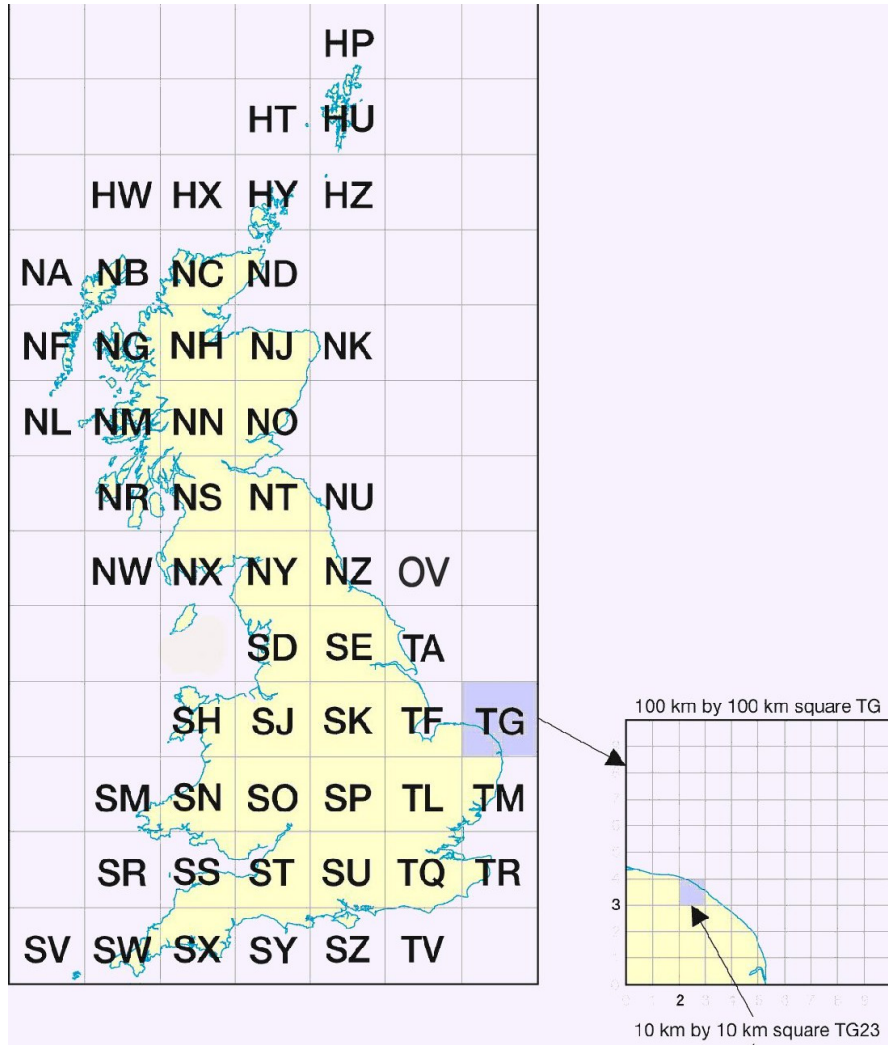 HP
HT HU
HW HX HY HZ
NA NB NC ND
NF NG NH NJ NK
NL NM NN NO
NR NS NT NU
NW NX NY NZ OV
SD SE TA
SH SJ SK TF TG
SM SN SO SP TL TM
SR SS ST SU TQ TR
SV SW SX SY SZ TV
100 km by 100 km square TG
3
2
10 km by 10 km square TG23